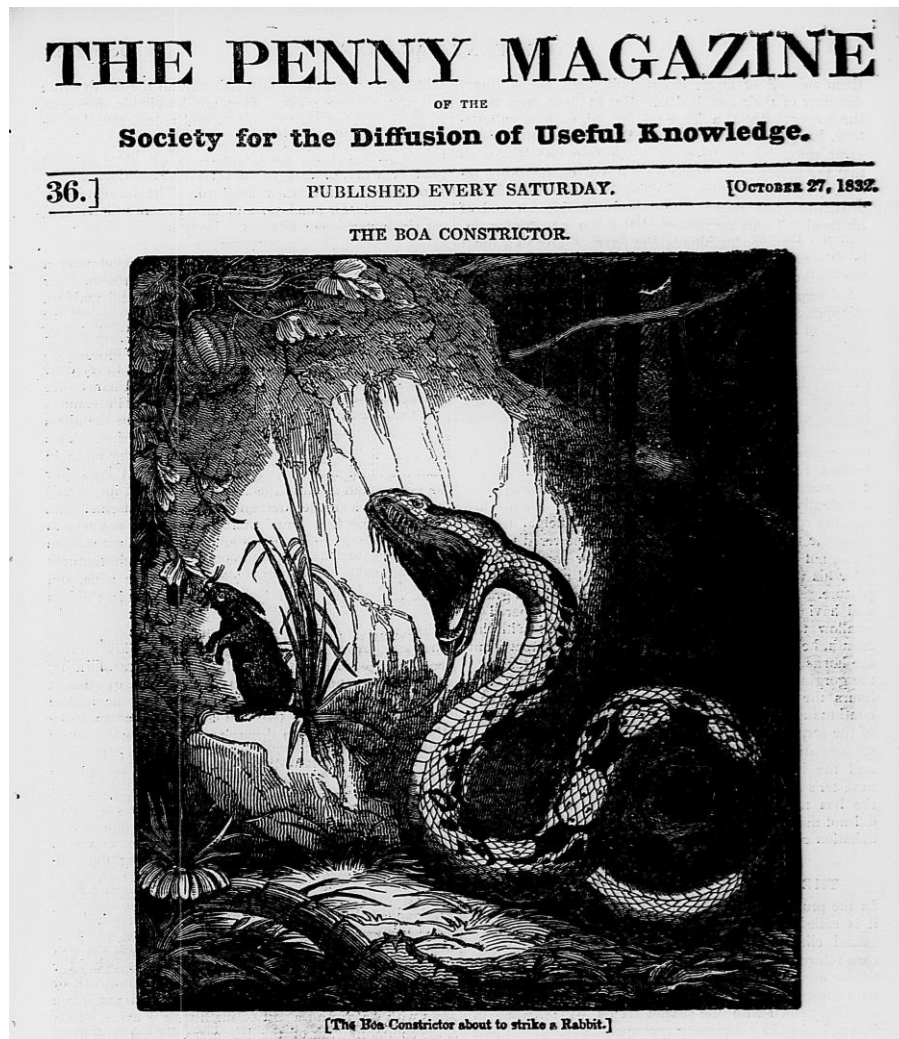 THE PENNY MAGAZINE
OF THE
Society for the Diffusion of Useful Knowledge.
36.] PUBLISHED EVERY SATURDAY. [OCTOBER 27, 1832.
THE BOA CONSTRICTOR.
[The Boa Constrictor about to strike a Rabbit.]